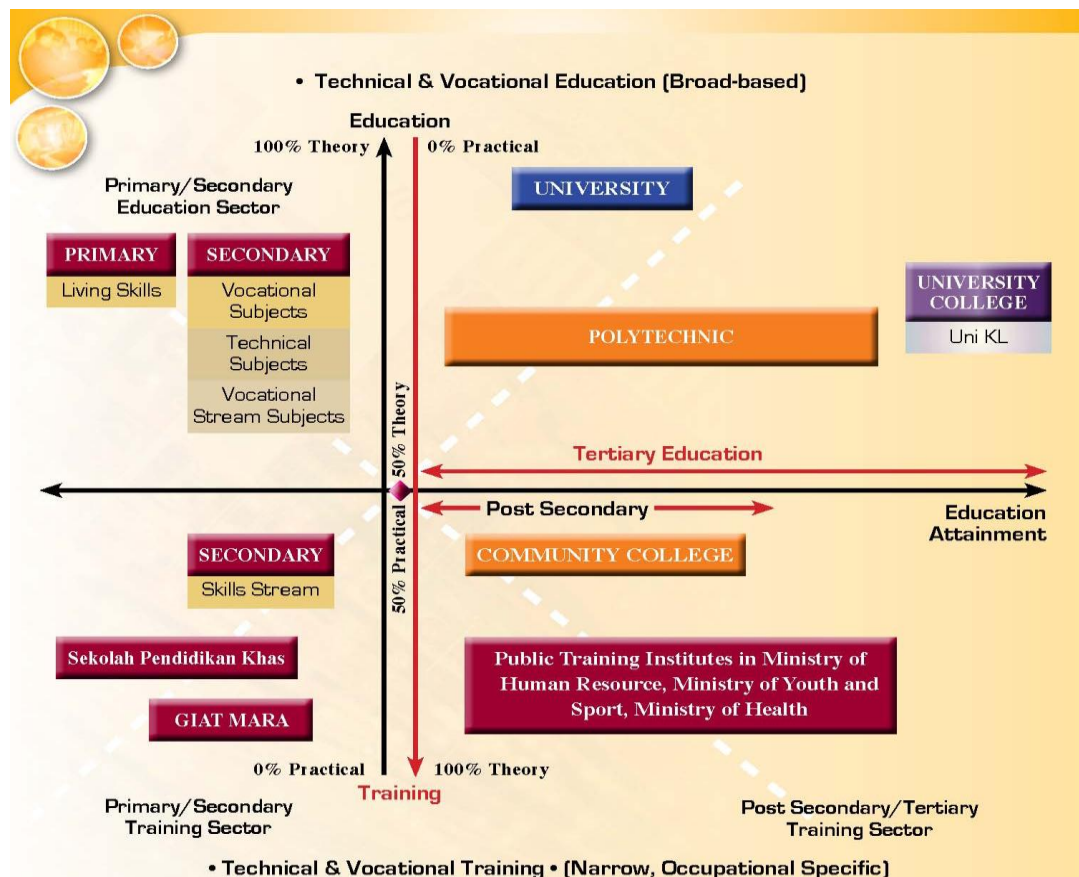 • Technical & Vocational Education (Broad-based)
Education
100% Theory
0% Practical
Primary/Secondary
Education Sector
UNIVERSITY
PRIMARY
Living Skills
SECONDARY
Vocational
Subjects
Technical
Subjects
Vocational
Stream Subjects
UNIVERSITY
COLLEGE
Uni KL
POLYTECHNIC
50% Theory
50% Practical
Tertiary Education
Post Secondary
Education
Attainment
SECONDARY
Skills Stream
COMMUNITY COLLEGE
Sekolah Pendidikan Khas
GIAT MARA
Public Training Institutes in Ministry of
Human Resource, Ministry of Youth and
Sport, Ministry of Health
0% Practical
100% Theory
Training
Primary/Secondary
Training Sector
Post Secondary/Tertiary
Training Sector
• Technical & Vocational Training • (Narrow, Occupational Specific)